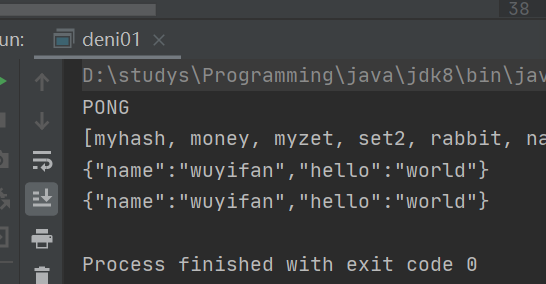 38
un: deni01
D:\studys\Programming\java\jdk8\bin\jav
PONG
[myhash, money, myzet, set2, rabbit, na
{"name":"wuyifan","hello":"world"}
{"name":"wuyifan","hello":"world"}
Process finished with exit code 0